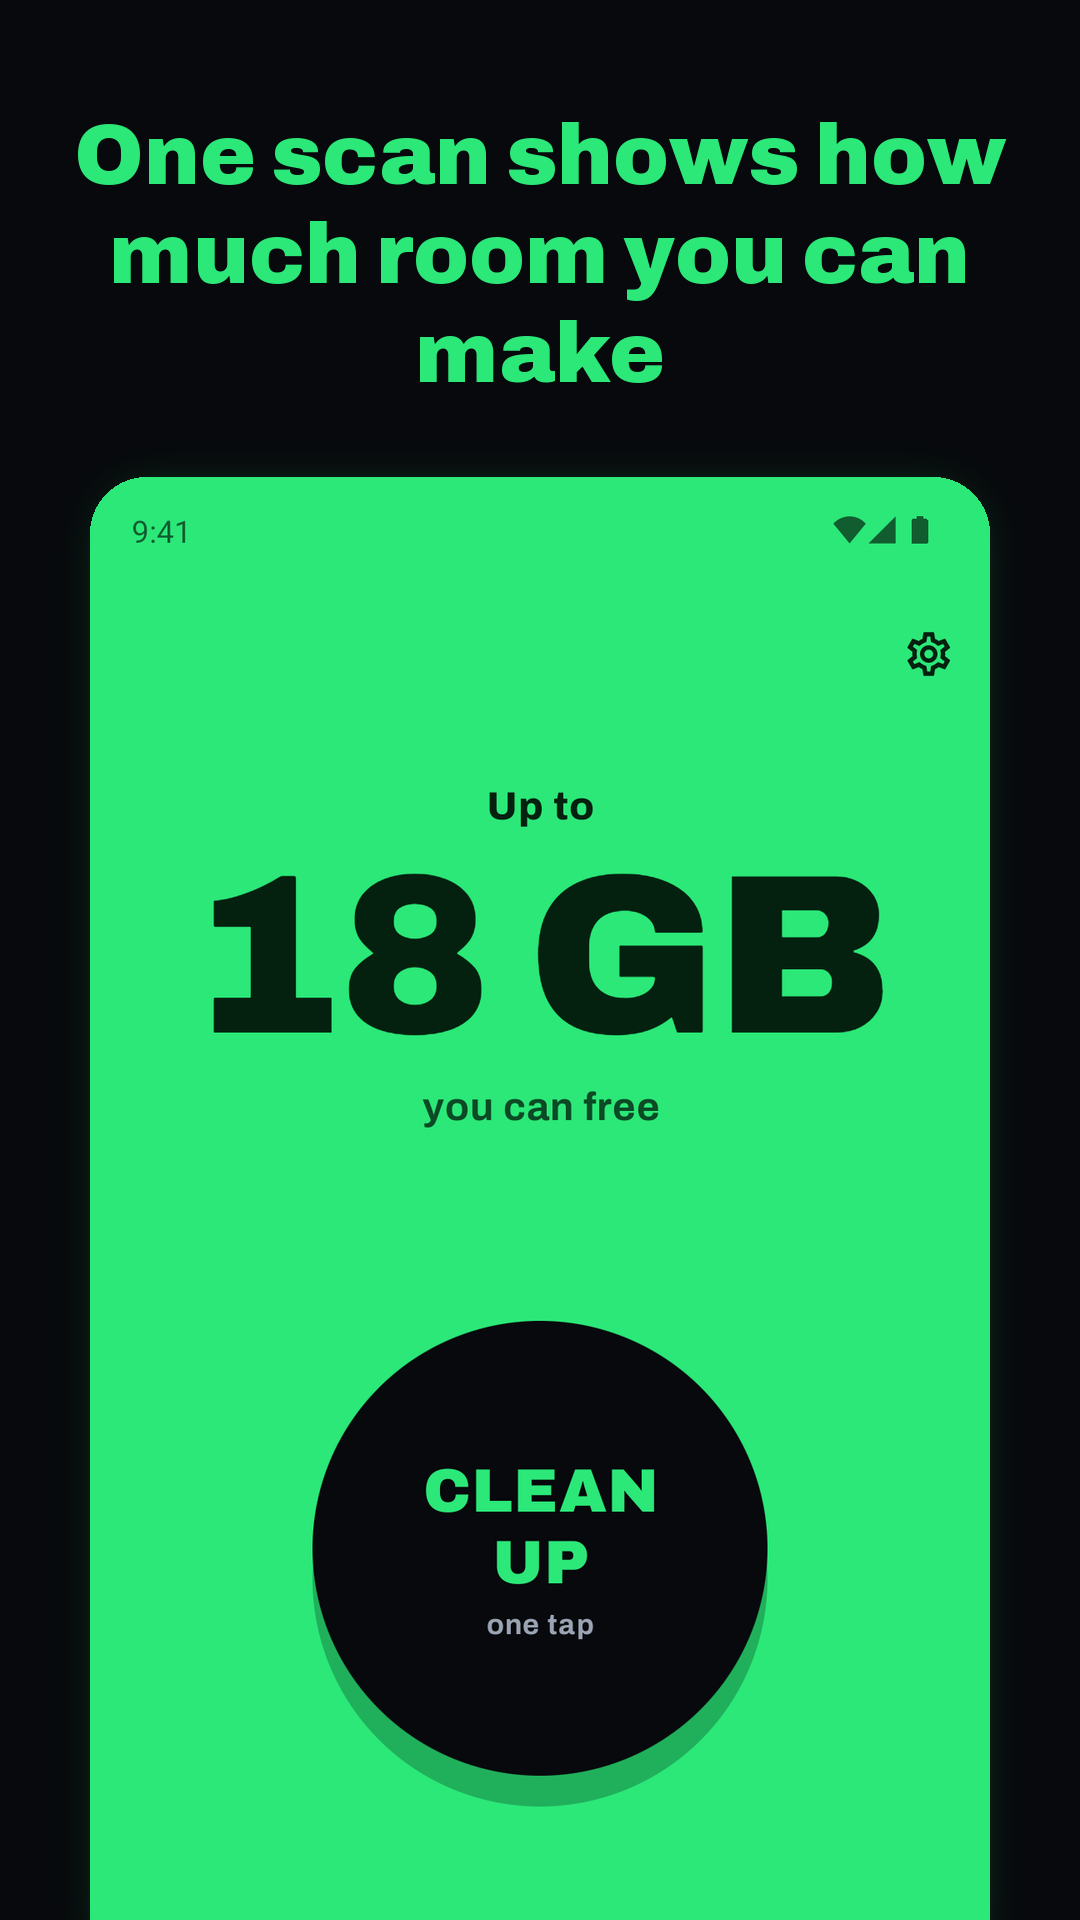 One scan shows how
much room you can
make
9:41
Up to
18 GB
you can free
CLEAN
UP
one tap